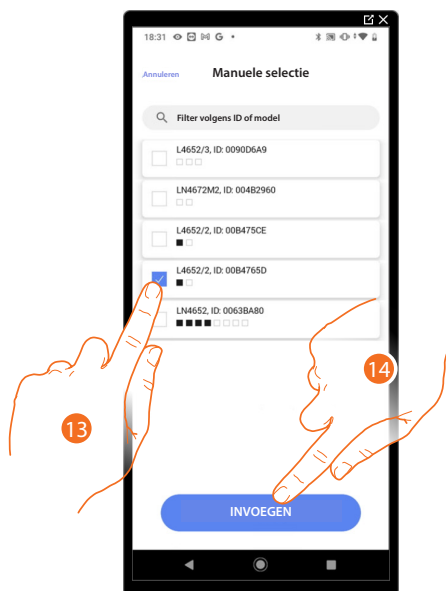 18:31 G
Annuleren Manuele selectie
Filter volgens ID of model
L4652/3, ID: 0090D6A9
LN4672M2, ID: 004B2960
L4652/2, ID: 00B475CE
L4652/2, ID: 00B4765D
LN4652, ID: 0063BA80
14
13
INVOEGEN